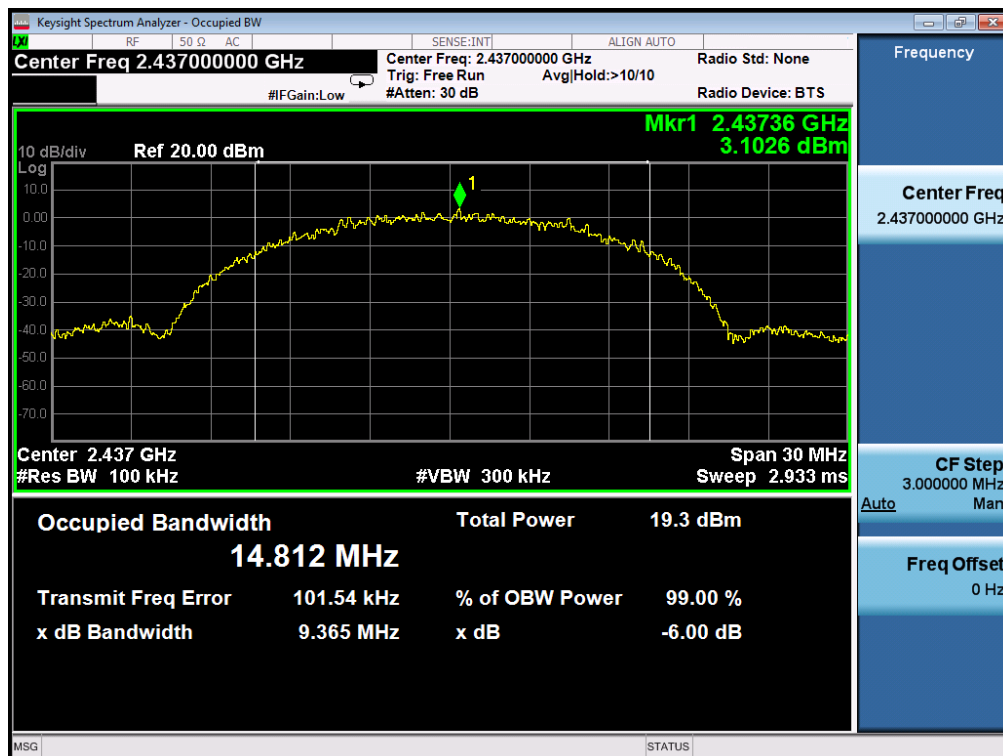 Keysight Spectrum Analyzer - Occupied BW
LXI RF 50 Ω AC SENSE:INT ALIGN AUTO
Center Freq 2.437000000 GHz
Center Freq: 2.437000000 GHz Radio Std: None
Trig: Free Run Avg|Hold:>10/10
#IFGain:Low #Atten: 30 dB Radio Device: BTS
Mkr1 2.43736 GHz
3.1026 dBm
10 dB/div Ref 20.00 dBm
Log
10.0
1
0.00
-10.0
-20.0
-30.0
-40.0
-50.0
-60.0
-70.0
Center 2.437 GHz Span 30 MHz
#Res BW 100 kHz #VBW 300 kHz Sweep 2.933 ms
Occupied Bandwidth Total Power 19.3 dBm
14.812 MHz
Transmit Freq Error 101.54 kHz % of OBW Power 99.00 %
x dB Bandwidth 9.365 MHz x dB -6.00 dB
Frequency
Center Freq
2.437000000 GHz
CF Step
3.000000 MHz
Auto Man
Freq Offset
0 Hz
MSG STATUS